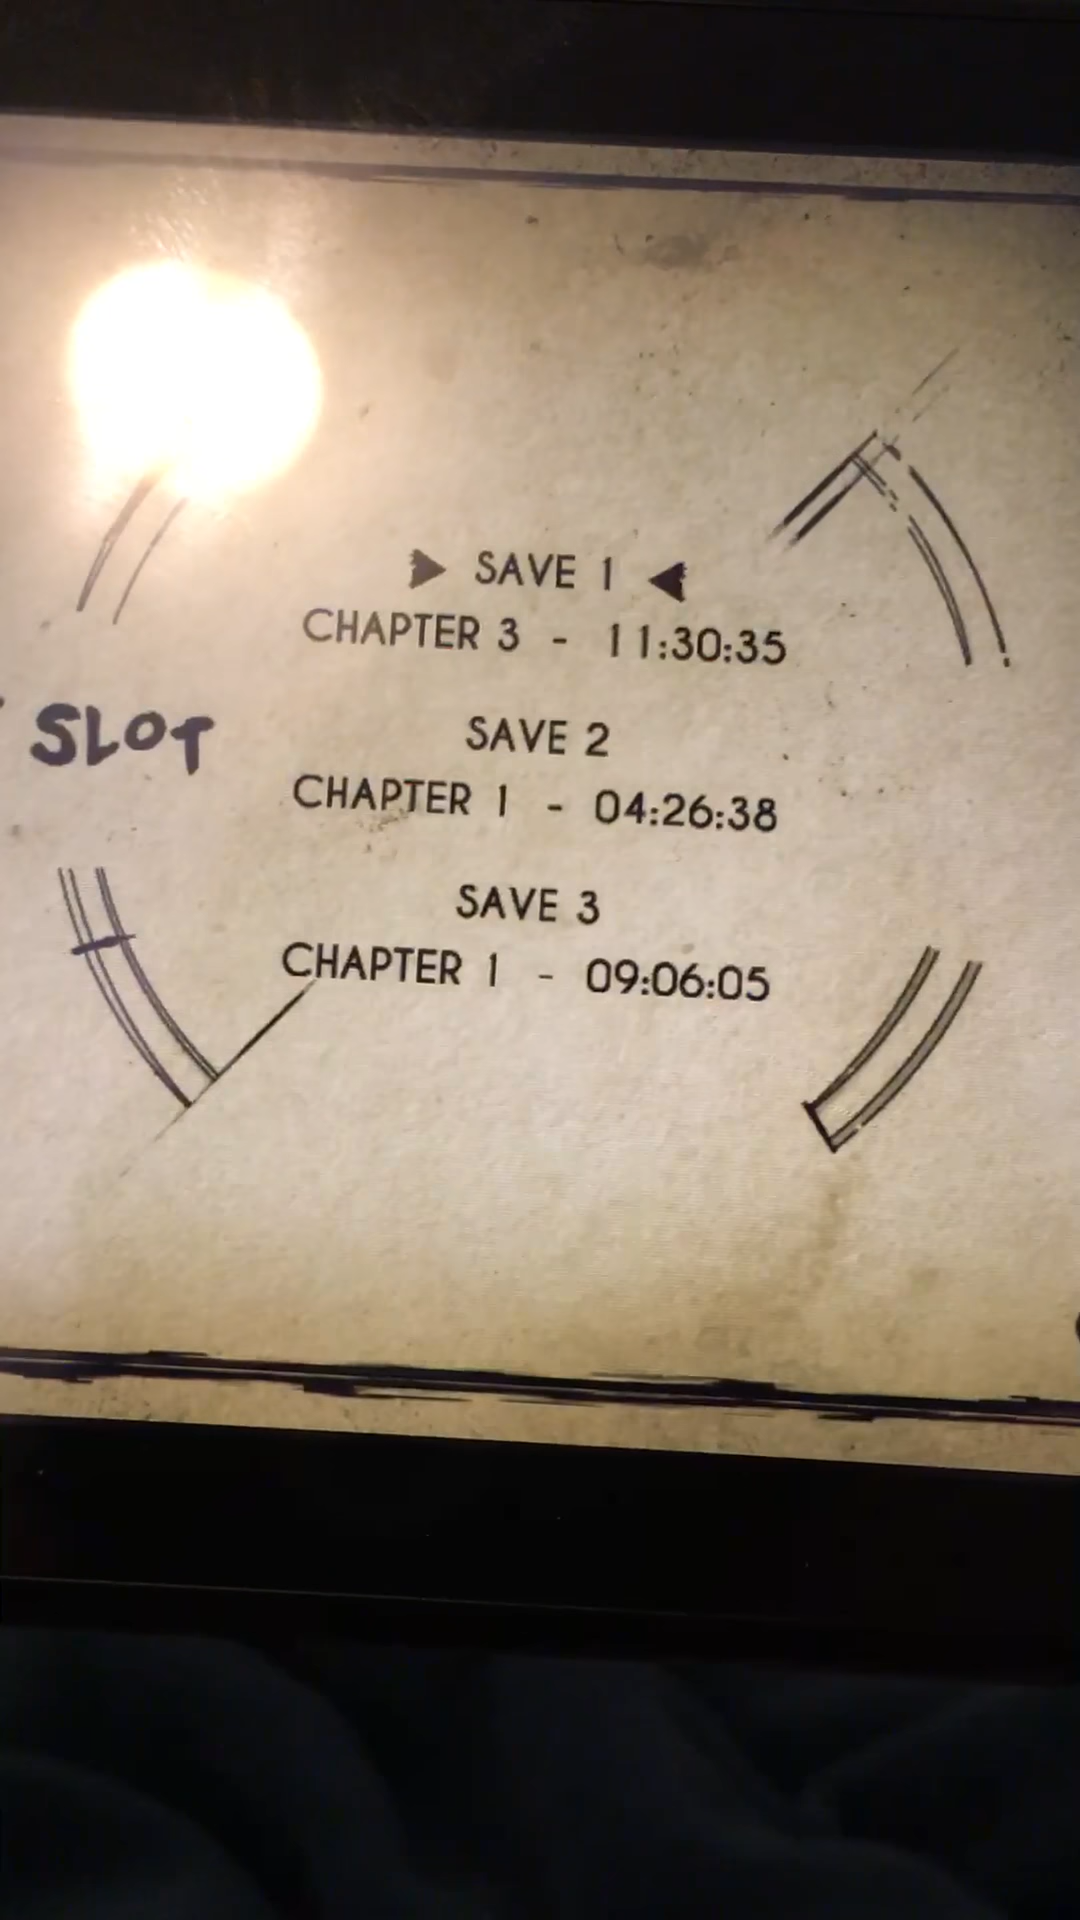 SAVE 1
CHAPTER 3 - 11:30:35
SLOT
SAVE 2
CHAPTER 1 - 04:26:38
SAVE 3
CHAPTER 1 - 09:06:05